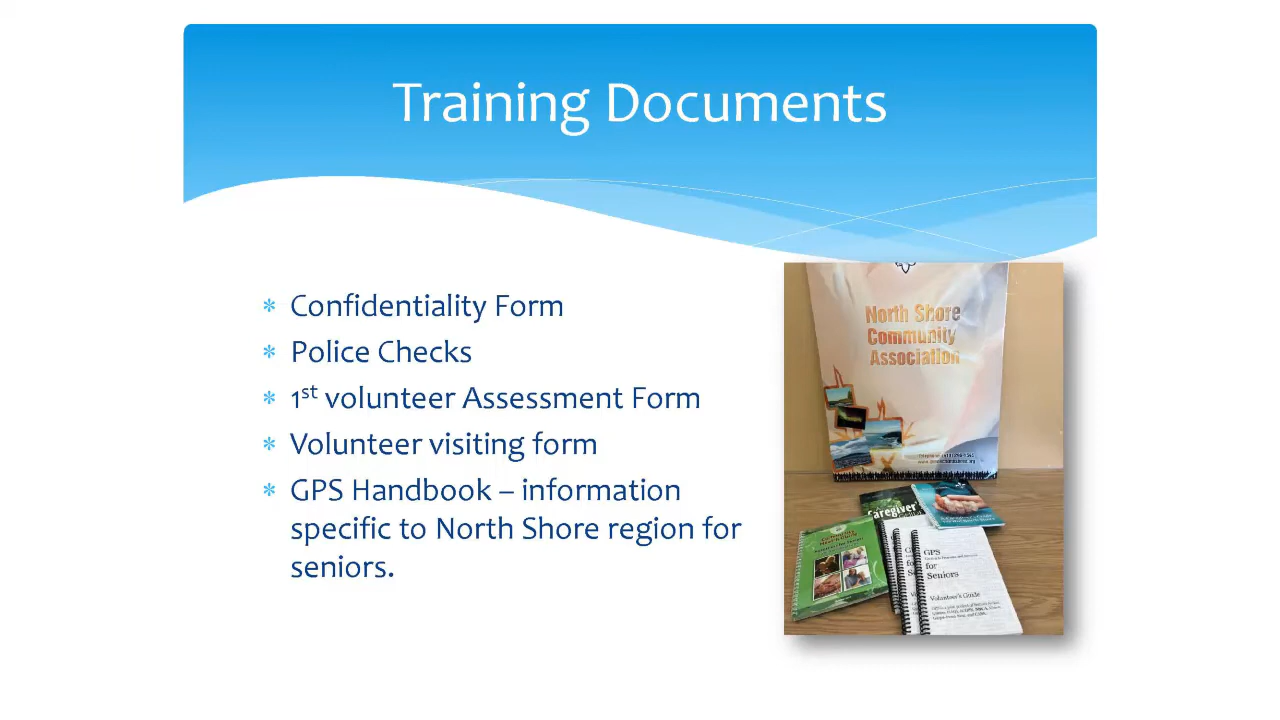 Training Documents
* Confidentiality Form
* Police Checks
* 1st volunteer Assessment Form
* Volunteer visiting form
* GPS Handbook – information
specific to North Shore region for
seniors.
North Shore
Community
Association
Caregiver's
GPS
for
Seniors
Volunteer's Guide